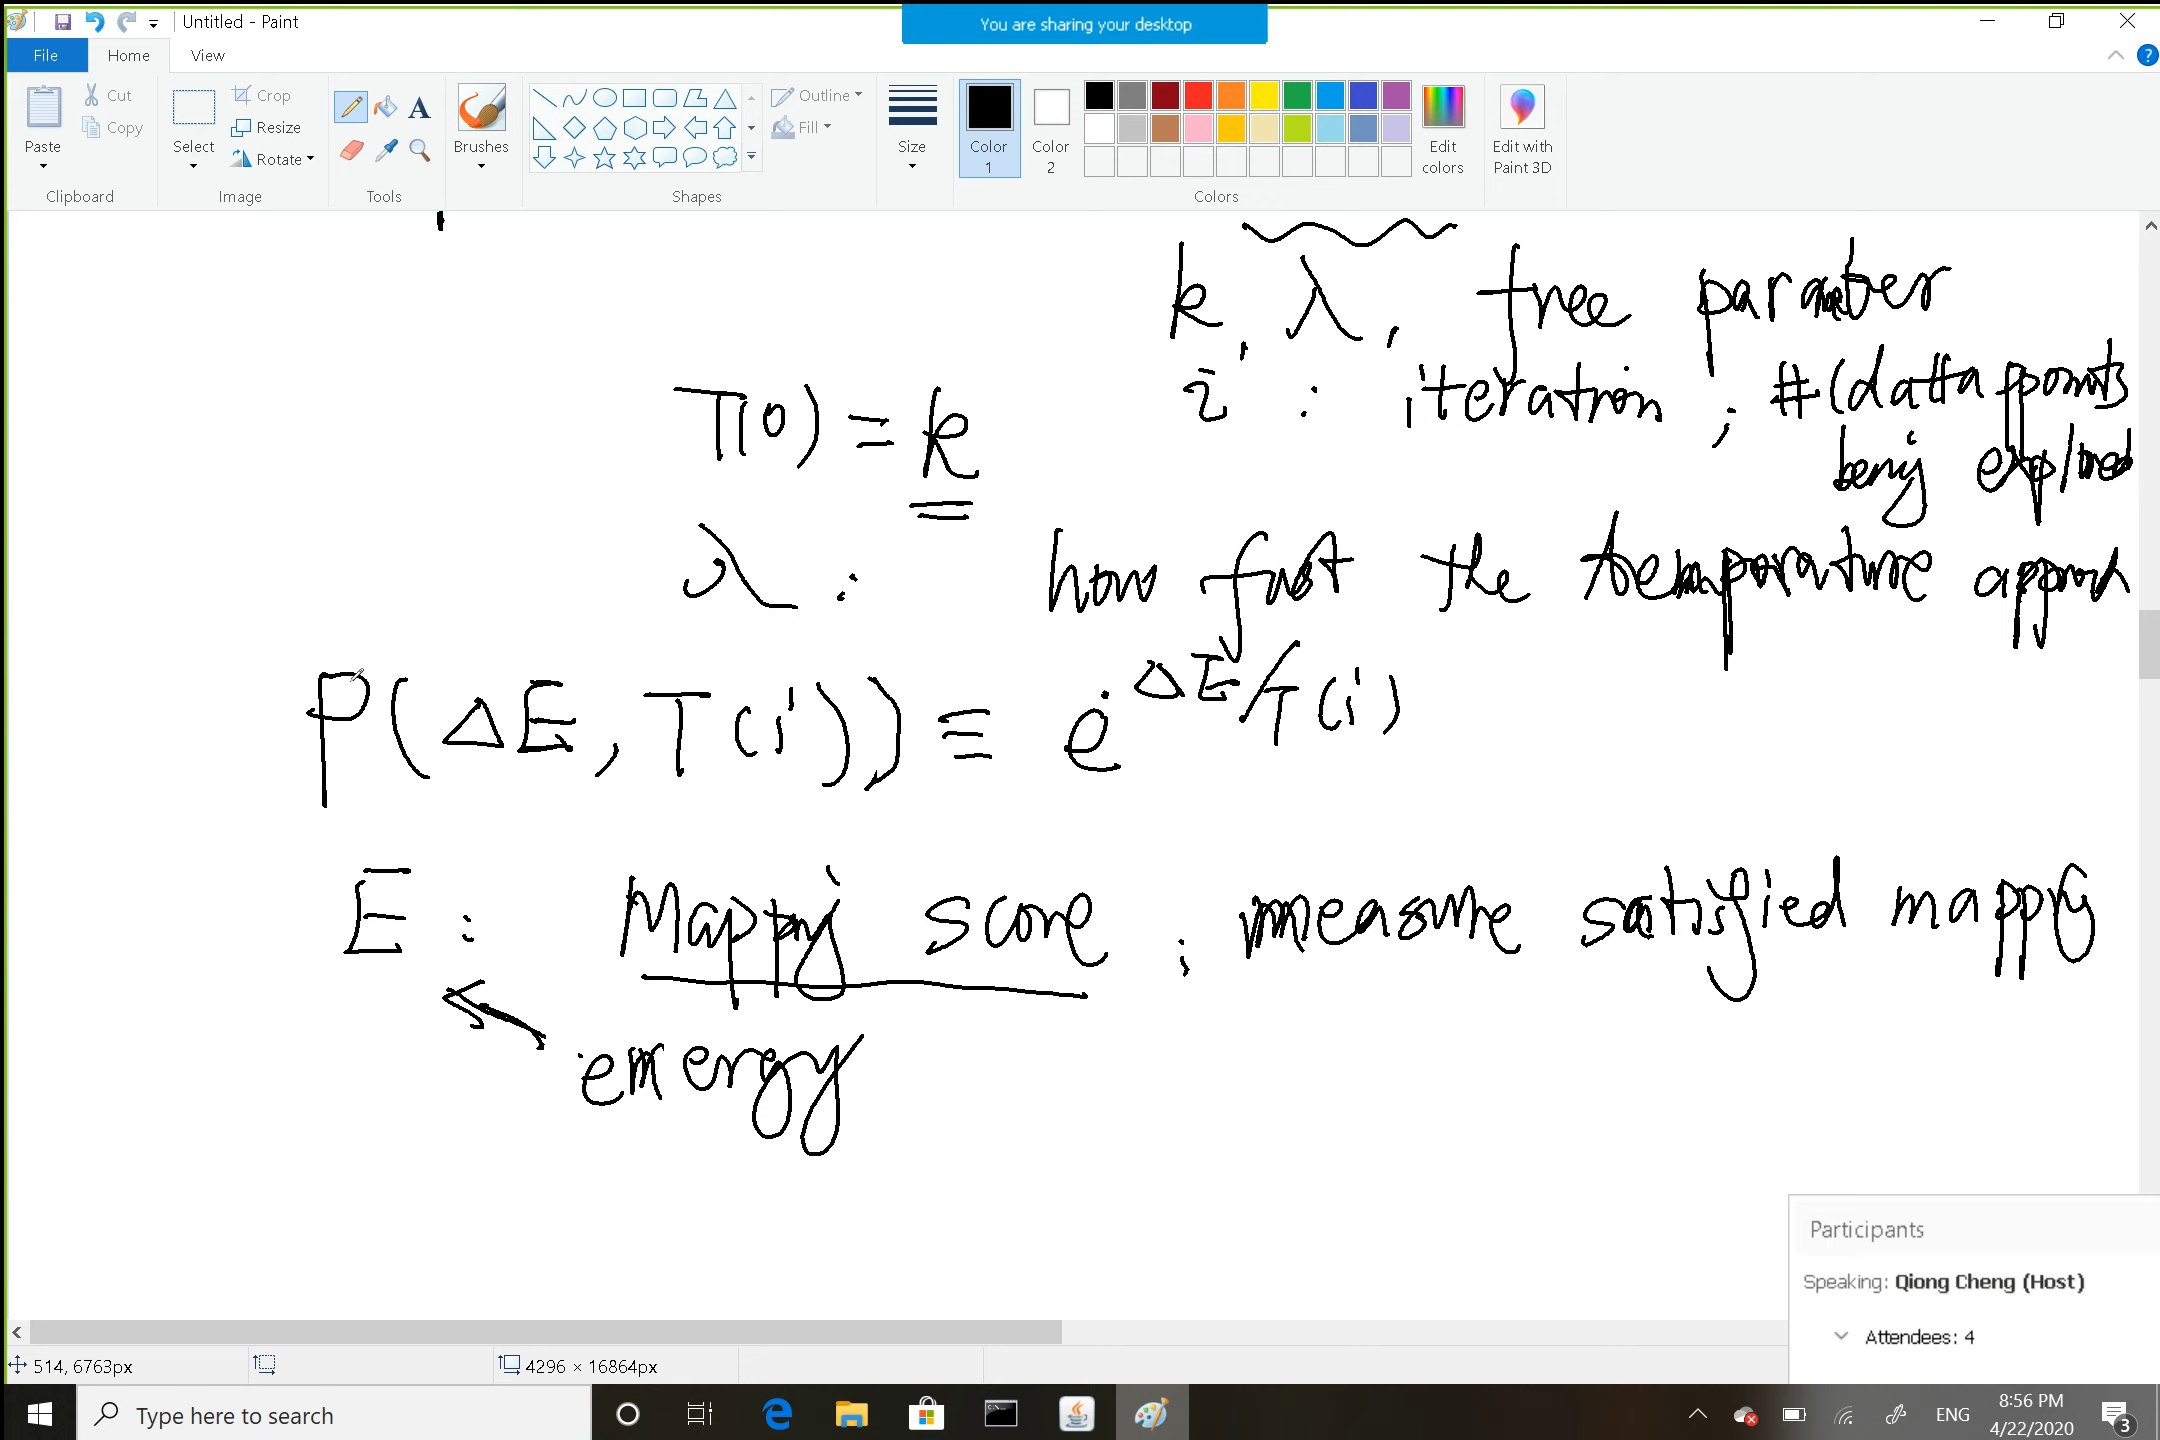 Untitled - Paint
You are sharing your desktop
File Home View
Cut
Copy
Paste
Clipboard
Select
Crop
Resize
Rotate
Image
Tools
Brushes
Shapes
Outline
Fill
Size
Color 1
Color 2
Colors
Edit colors
Edit with Paint 3D
k, λ, free parameter
i : iteration ; #(data points
being explored
T(0) = k
λ : how fast the temperature approach
P(ΔE, T(i)) ≡ e^ΔE/T(i)
E : Mapping score ; measure satisfied mapping
energy
Participants
Speaking: Qiong Cheng (Host)
Attendees: 4
514, 6763px
4296 × 16864px
Type here to search
ENG
8:56 PM
4/22/2020
3